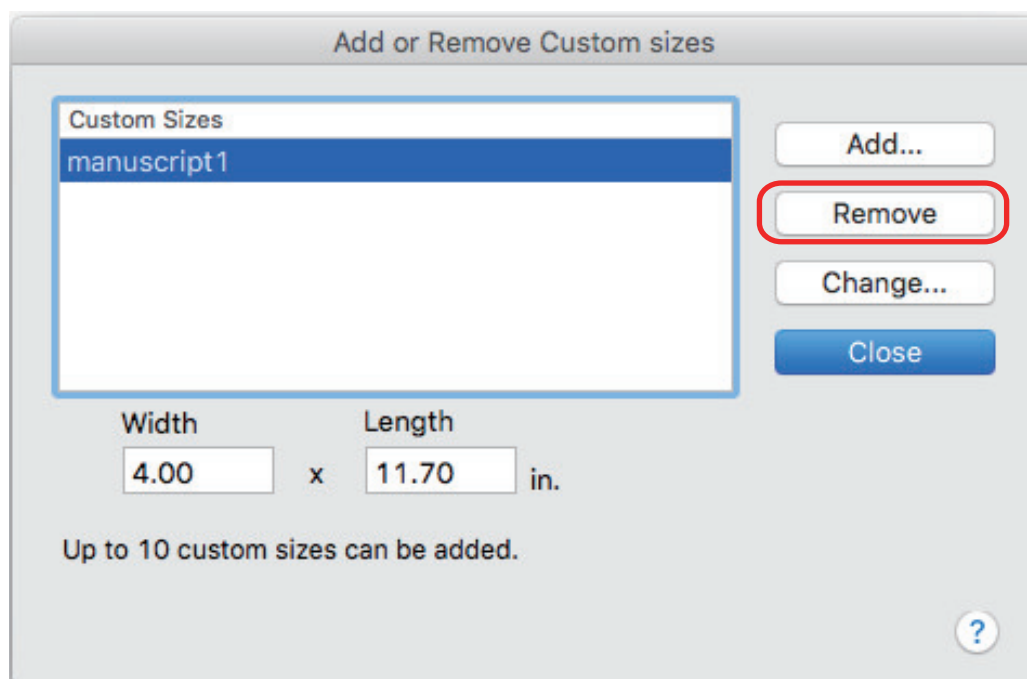 Add or Remove Custom sizes
Custom Sizes
manuscript1
Add...
Remove
Change...
Close
Width Length
4.00 x 11.70 in.
Up to 10 custom sizes can be added.
?